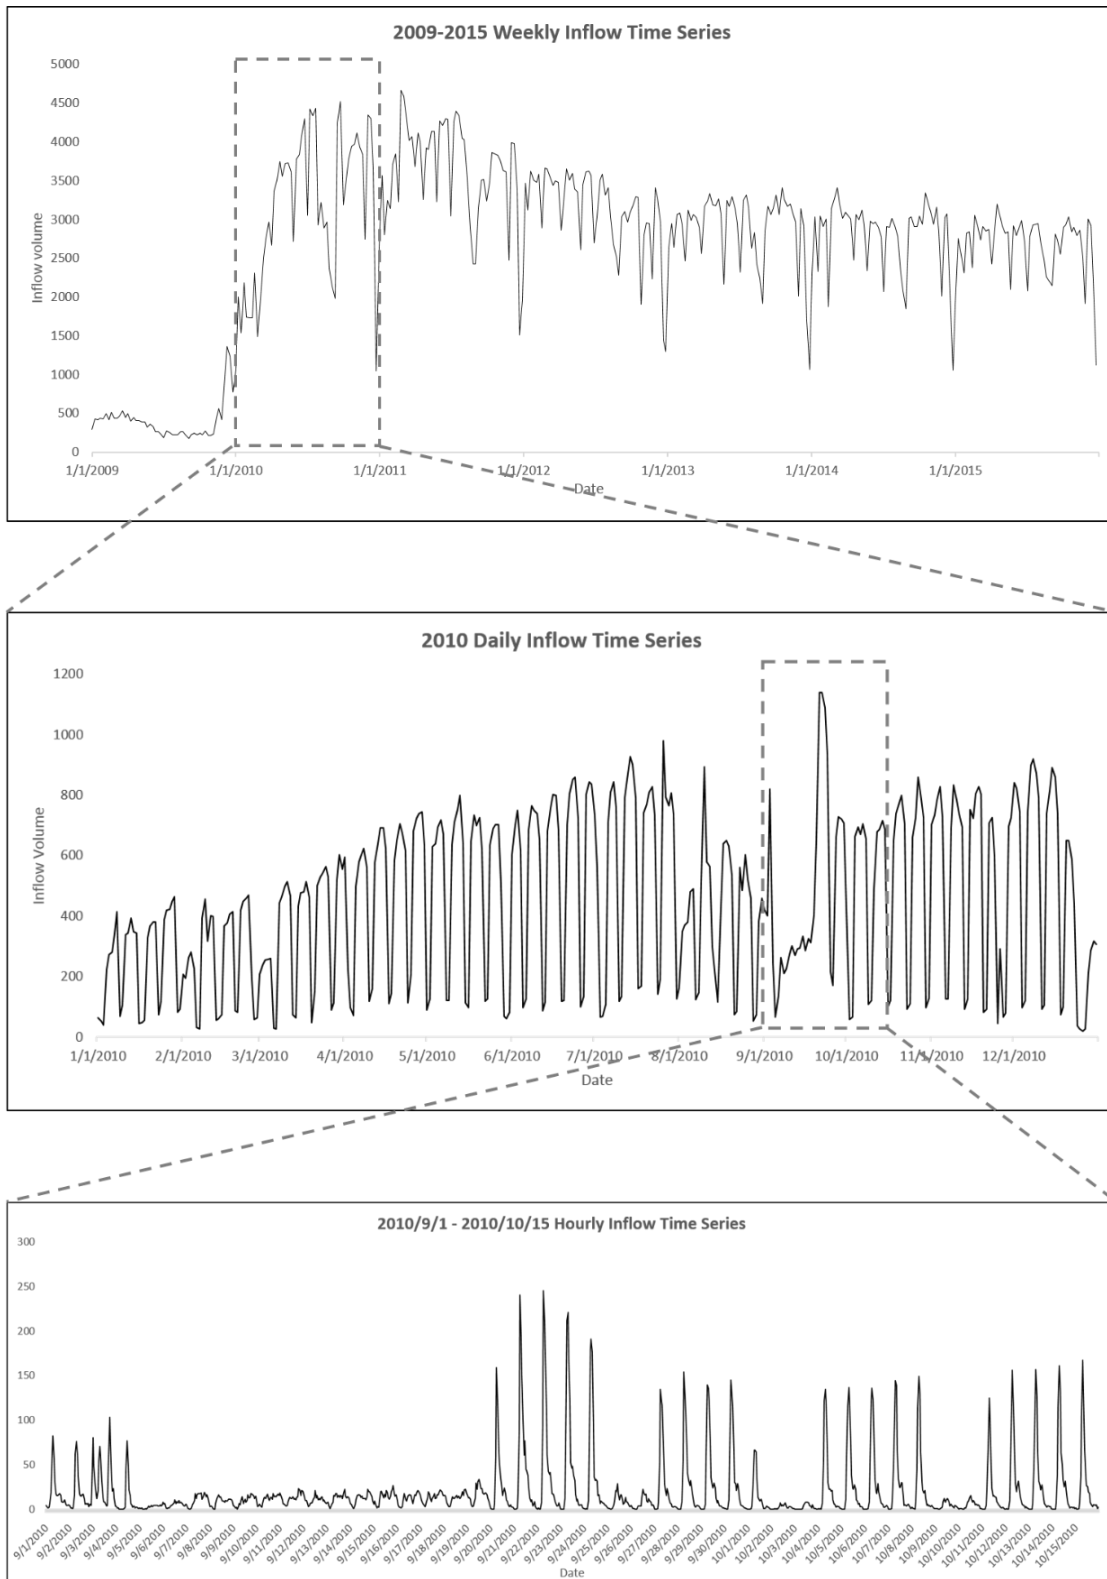 2009-2015 Weekly Inflow Time Series
5000
4500
4000
3500
3000
2500
2000
1500
1000
500
0
Inflow volume
1/1/2009 1/1/2010 1/1/2011 1/1/2012 1/1/2013 1/1/2014 1/1/2015
Date
2010 Daily Inflow Time Series
1200
1000
800
600
400
200
0
Inflow Volume
1/1/2010 2/1/2010 3/1/2010 4/1/2010 5/1/2010 6/1/2010 7/1/2010 8/1/2010 9/1/2010 10/1/2010 11/1/2010 12/1/2010
Date
2010/9/1 - 2010/10/15 Hourly Inflow Time Series
300
250
200
150
100
50
0
9/1/2010 9/2/2010 9/3/2010 9/4/2010 9/5/2010 9/6/2010 9/7/2010 9/8/2010 9/9/2010 9/10/2010 9/11/2010 9/12/2010 9/13/2010 9/14/2010 9/15/2010 9/16/2010 9/17/2010 9/18/2010 9/19/2010 9/20/2010 9/21/2010 9/22/2010 9/23/2010 9/24/2010 9/25/2010 9/26/2010 9/27/2010 9/28/2010 9/29/2010 9/30/2010 10/1/2010 10/2/2010 10/3/2010 10/4/2010 10/5/2010 10/6/2010 10/7/2010 10/8/2010 10/9/2010 10/10/2010 10/11/2010 10/12/2010 10/13/2010 10/14/2010 10/15/2010
Date